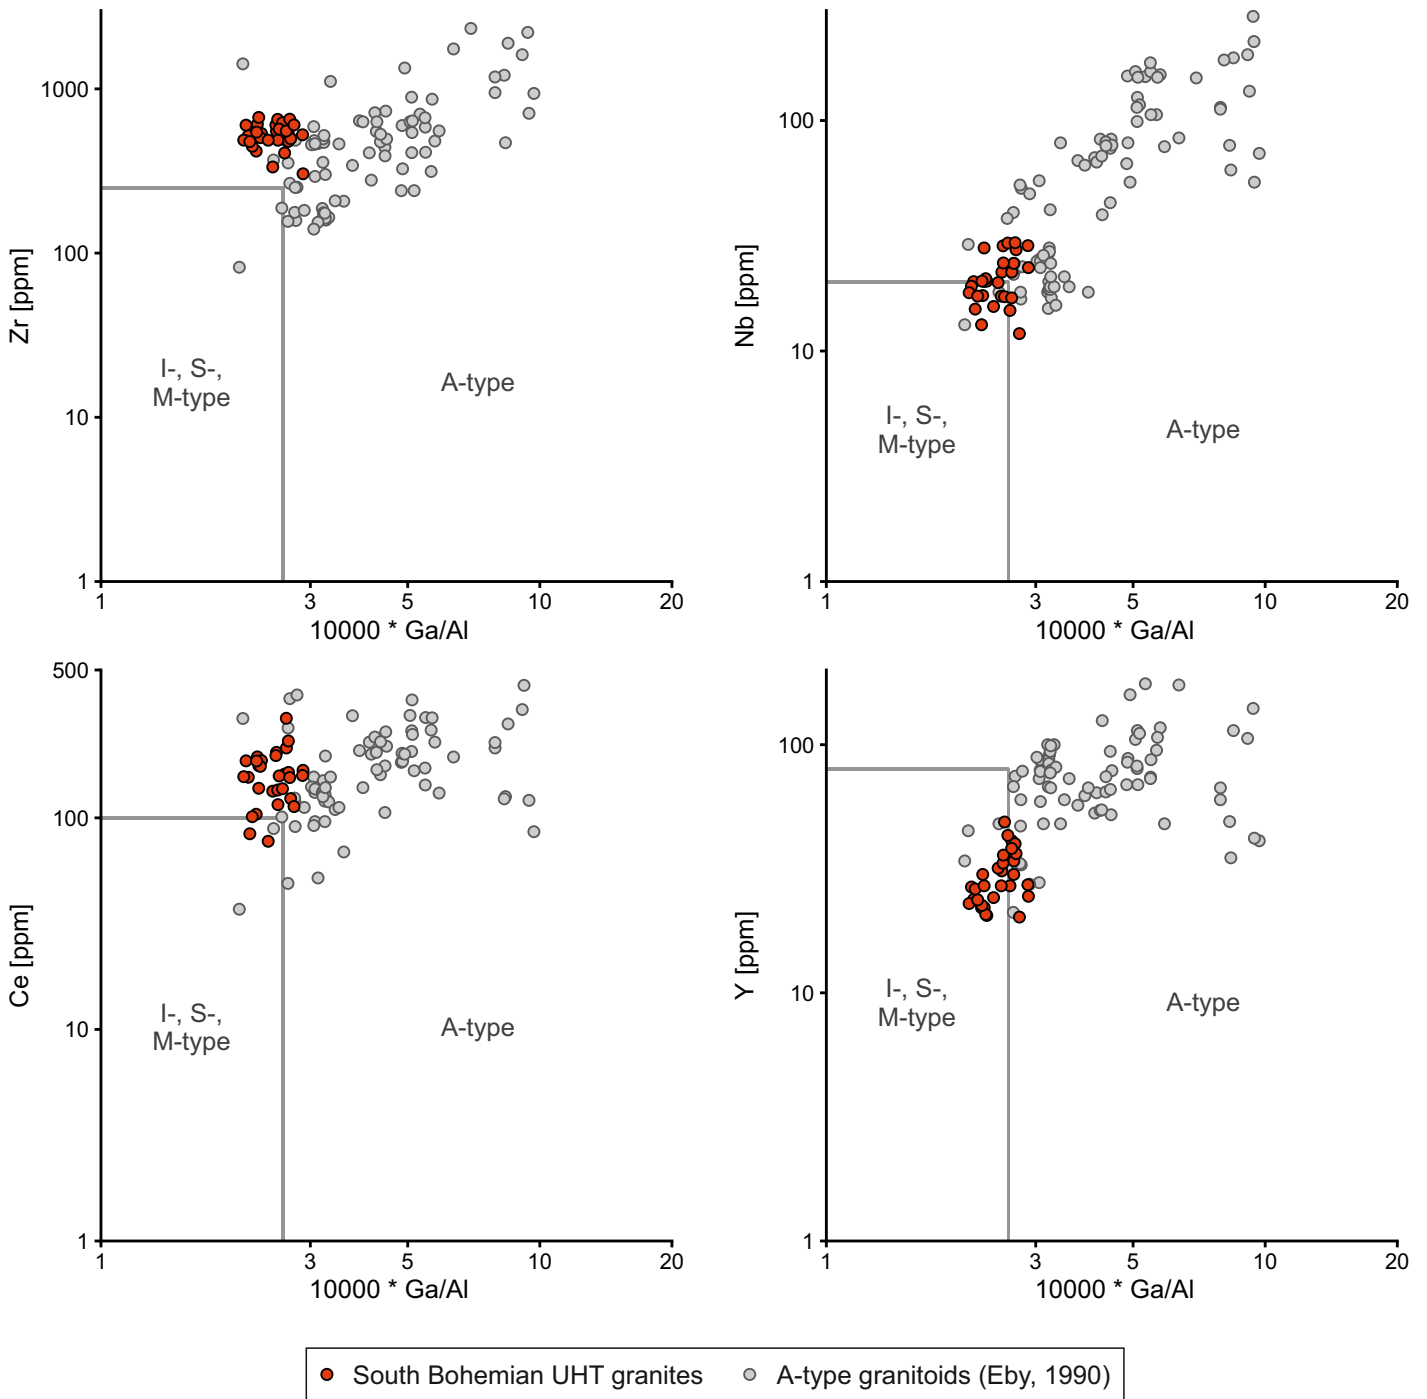 1000
100
10
1
Zr [ppm]
I-, S-,
M-type
A-type
1 3 5 10 20
10000 * Ga/Al
100
10
1
Nb [ppm]
I-, S-,
M-type
A-type
1 3 5 10 20
10000 * Ga/Al
500
100
10
1
Ce [ppm]
I-, S-,
M-type
A-type
1 3 5 10 20
10000 * Ga/Al
100
10
1
Y [ppm]
I-, S-,
M-type
A-type
1 3 5 10 20
10000 * Ga/Al
South Bohemian UHT granites
A-type granitoids (Eby, 1990)